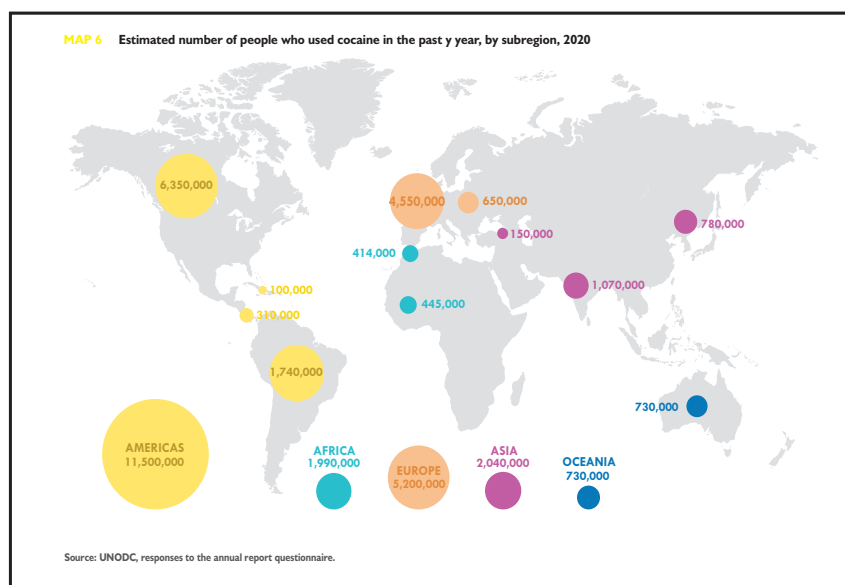 MAP 6 Estimated number of people who used cocaine in the past y year, by subregion, 2020
6,350,000
4,550,000
650,000
150,000
780,000
414,000
1,070,000
100,000
445,000
310,000
1,740,000
730,000
AMERICAS
11,500,000
AFRICA
1,990,000
EUROPE
5,200,000
ASIA
2,040,000
OCEANIA
730,000
Source: UNODC, responses to the annual report questionnaire.